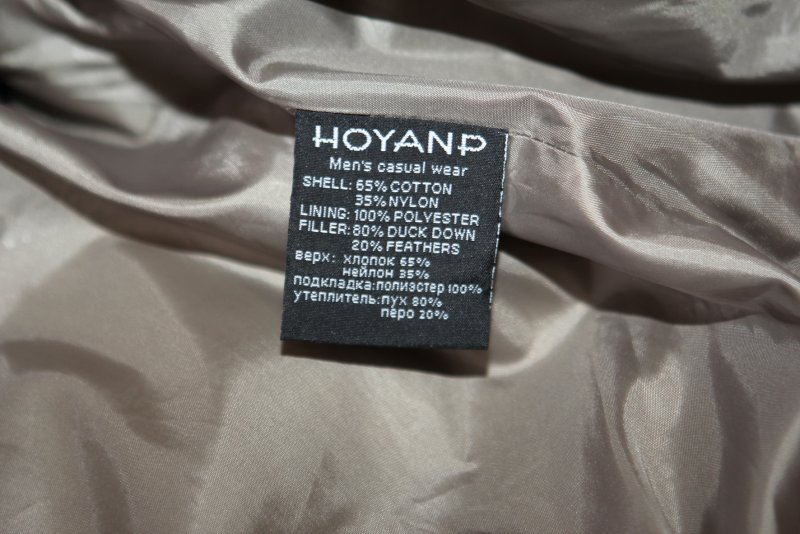 HOYANP
Men's casual wear
SHELL: 65% COTTON
35% NYLON
LINING: 100% POLYESTER
FILLER: 80% DUCK DOWN
20% FEATHERS
верх: хлопок 65%
нейлон 35%
подкладка:полиэстер 100%
утеплитель:пух 80%
перо 20%